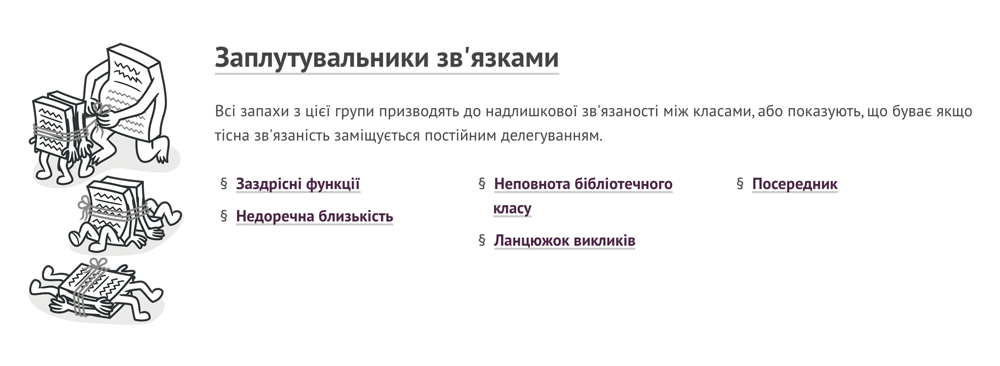 Заплутувальники зв'язками
Всі запахи з цієї групи призводять до надлишкової зв'язаності між класами, або показують, що буває якщо
тісна зв'язаність заміщується постійним делегуванням.
§ Заздрісні функції
§ Недоречна близькість
§ Неповнота бібліотечного
класу
§ Ланцюжок викликів
§ Посередник